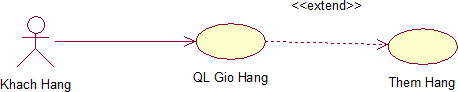 <<extend>>
Khach Hang
QL Gio Hang
Them Hang